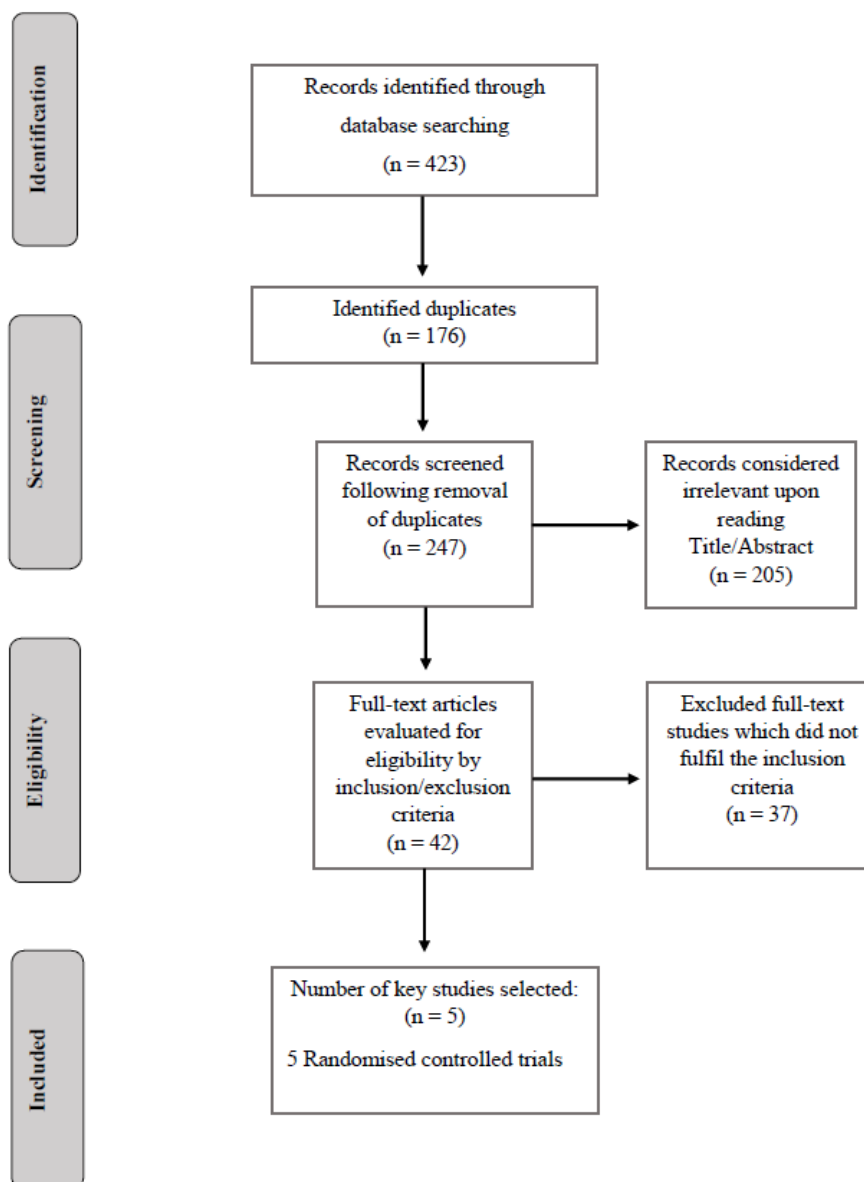 Identification
Records identified through
database searching
(n = 423)
Screening
Identified duplicates
(n = 176)
Records screened
following removal
of duplicates
(n = 247)
Records considered
irrelevant upon
reading
Title/Abstract
(n = 205)
Eligibility
Full-text articles
evaluated for
eligibility by
inclusion/exclusion
criteria
(n = 42)
Excluded full-text
studies which did not
fulfil the inclusion
criteria
(n = 37)
Included
Number of key studies selected:
(n = 5)
5 Randomised controlled trials